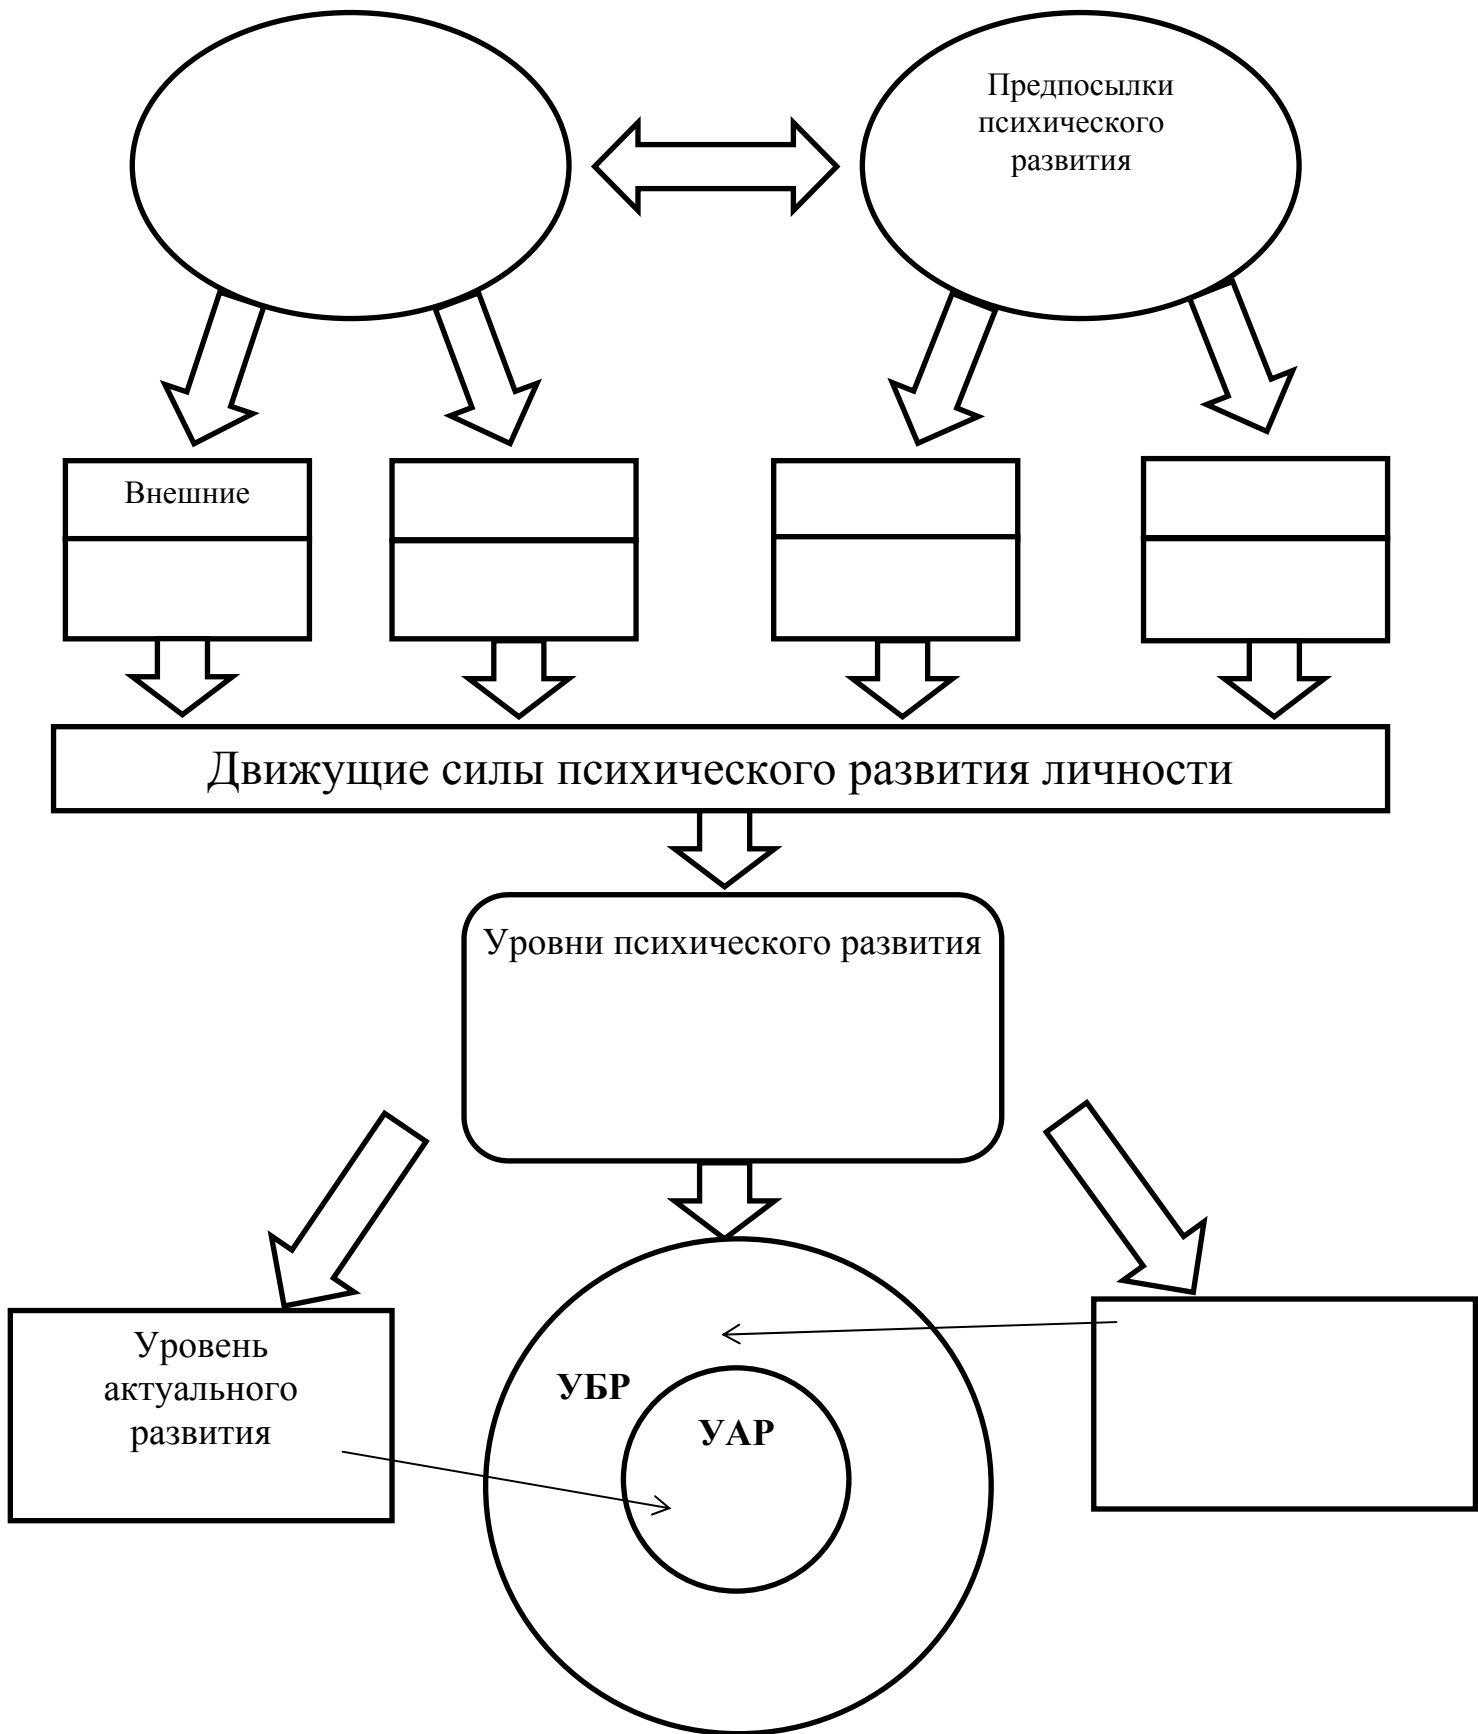 Предпосылки
психического
развития
Внешние
Движущие силы психического развития личности
Уровни психического развития
Уровень
актуального
развития
УБР
УАР